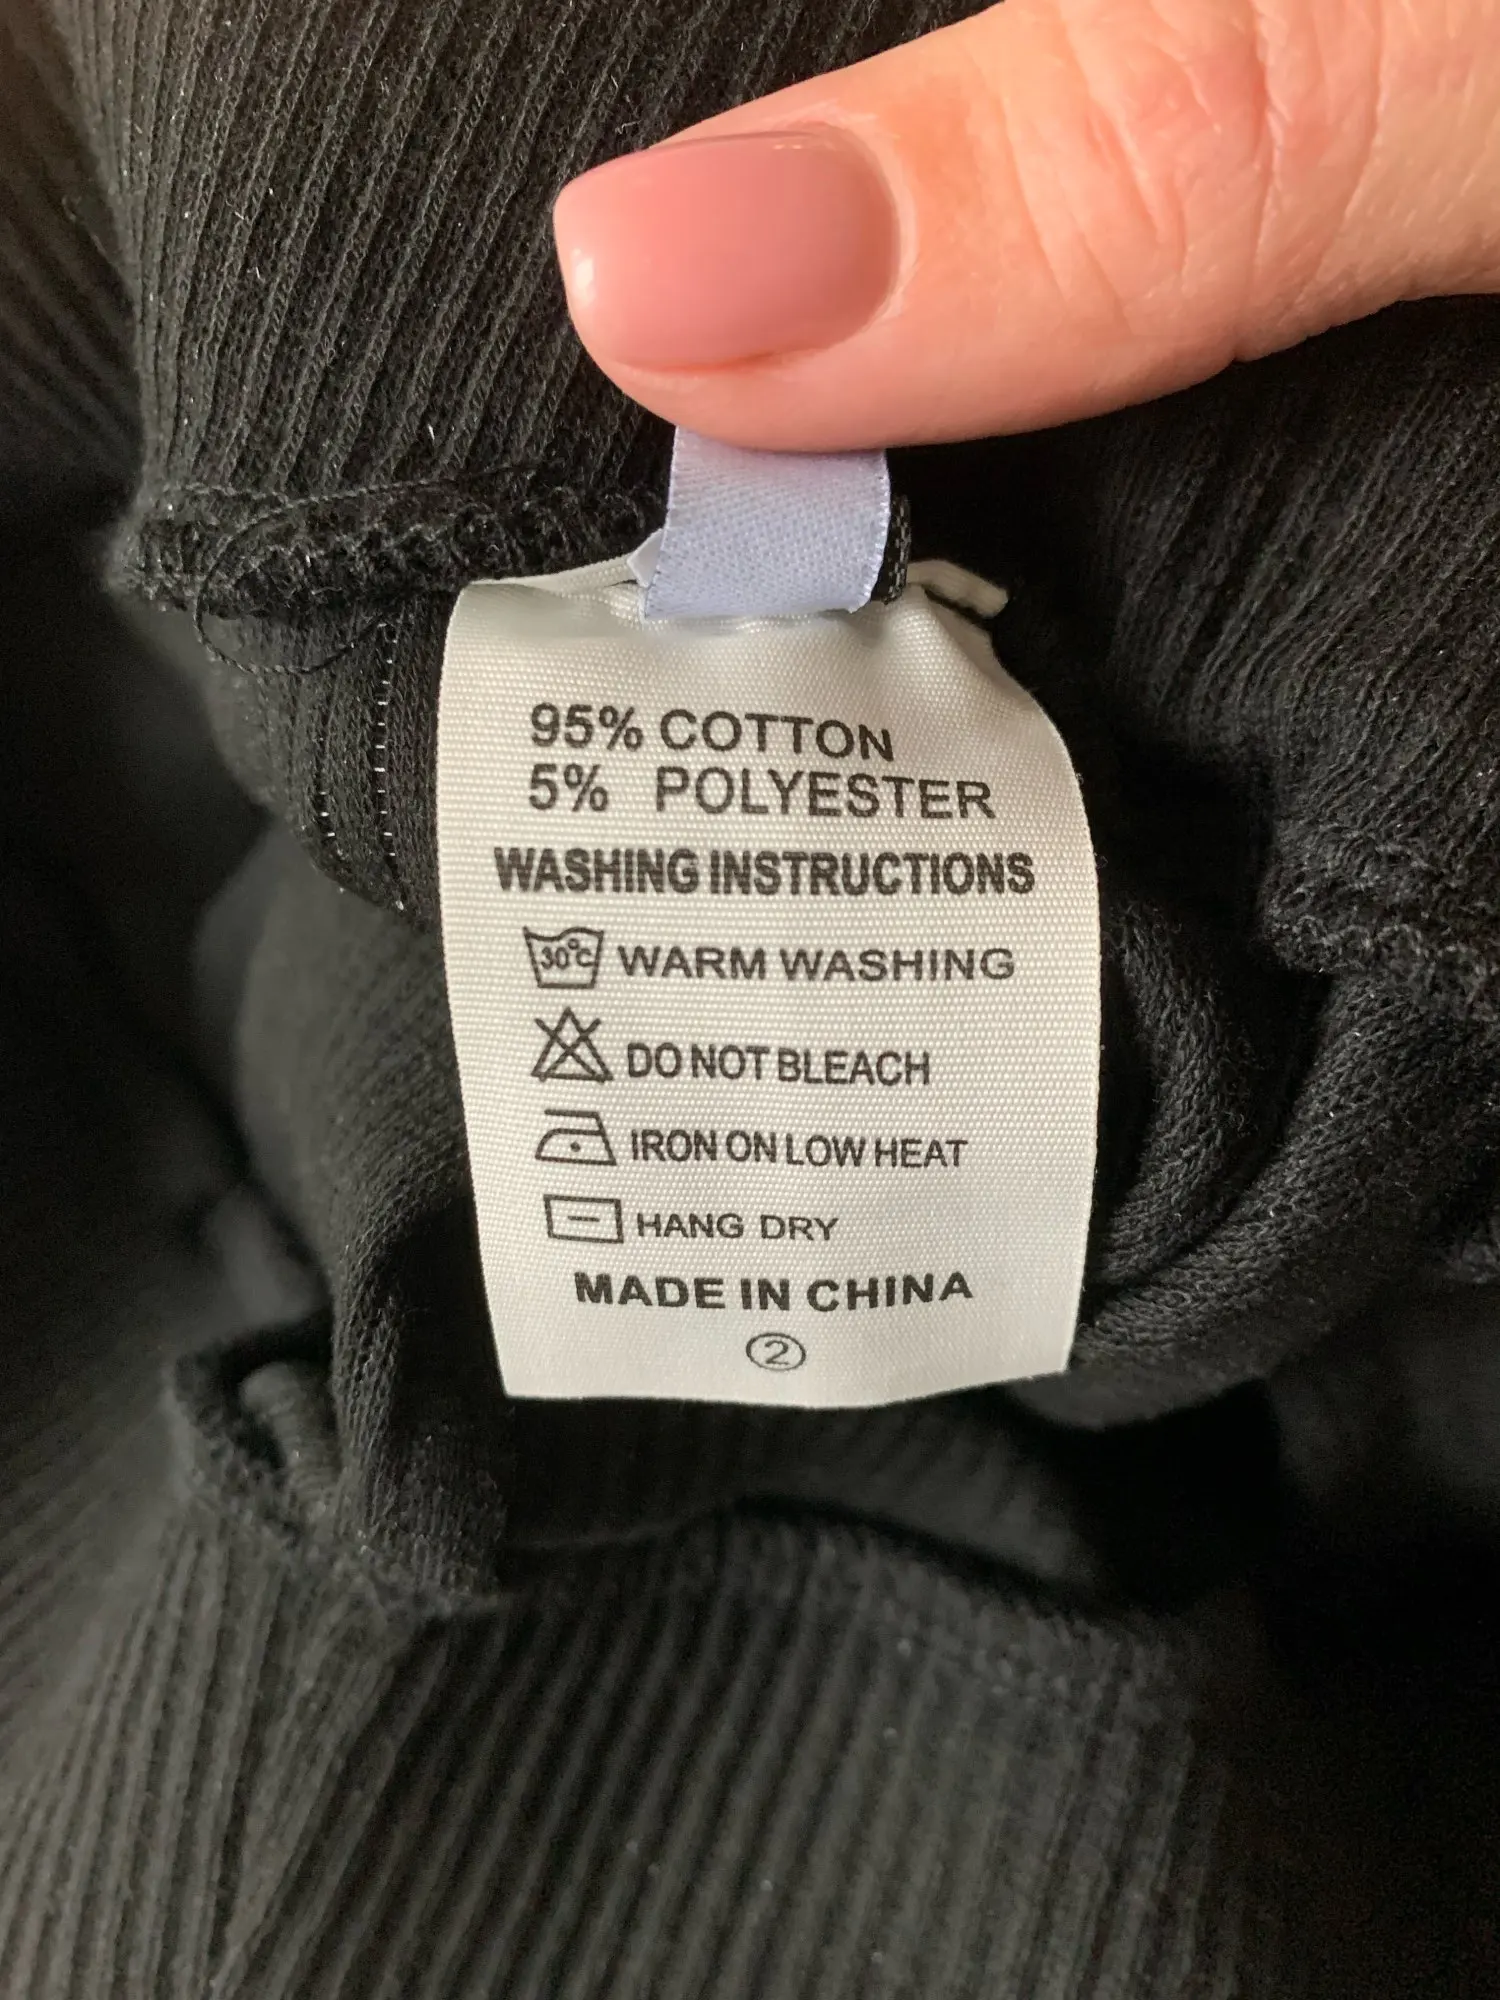 95% COTTON
5% POLYESTER
WASHING INSTRUCTIONS
30°C WARM WASHING
DO NOT BLEACH
IRON ON LOW HEAT
HANG DRY
MADE IN CHINA
②